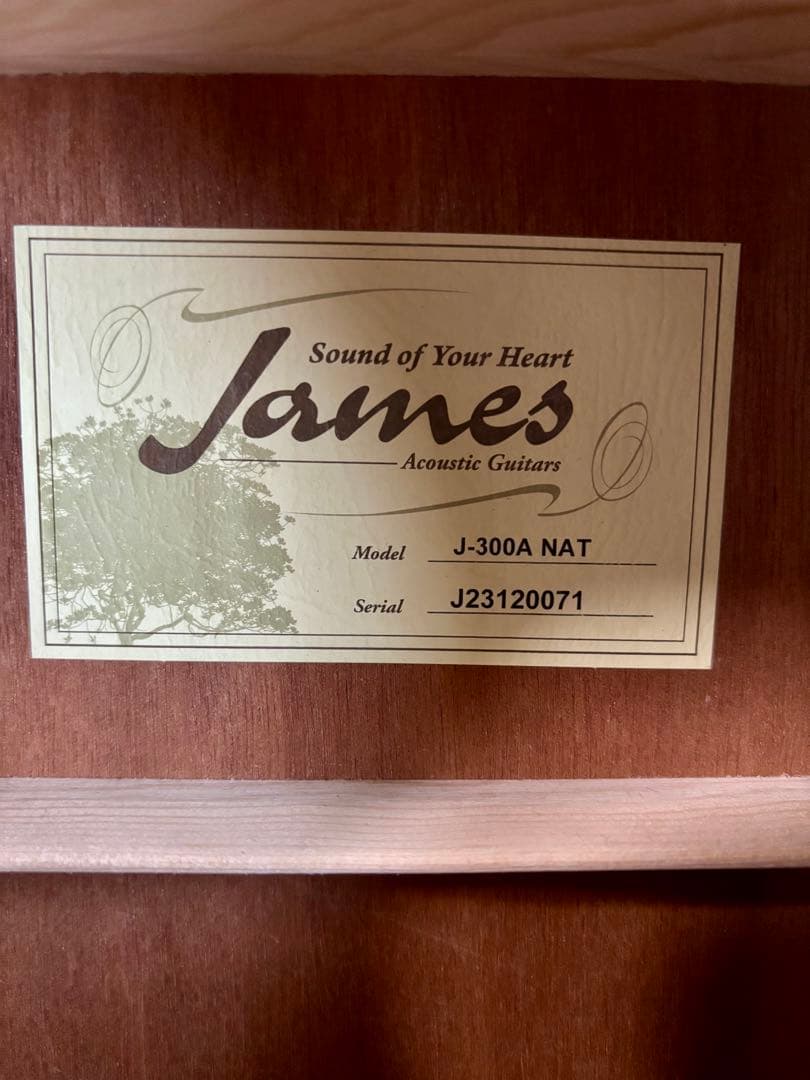 Sound of Your Heart
James
Acoustic Guitars
Model J-300A NAT
Serial J23120071